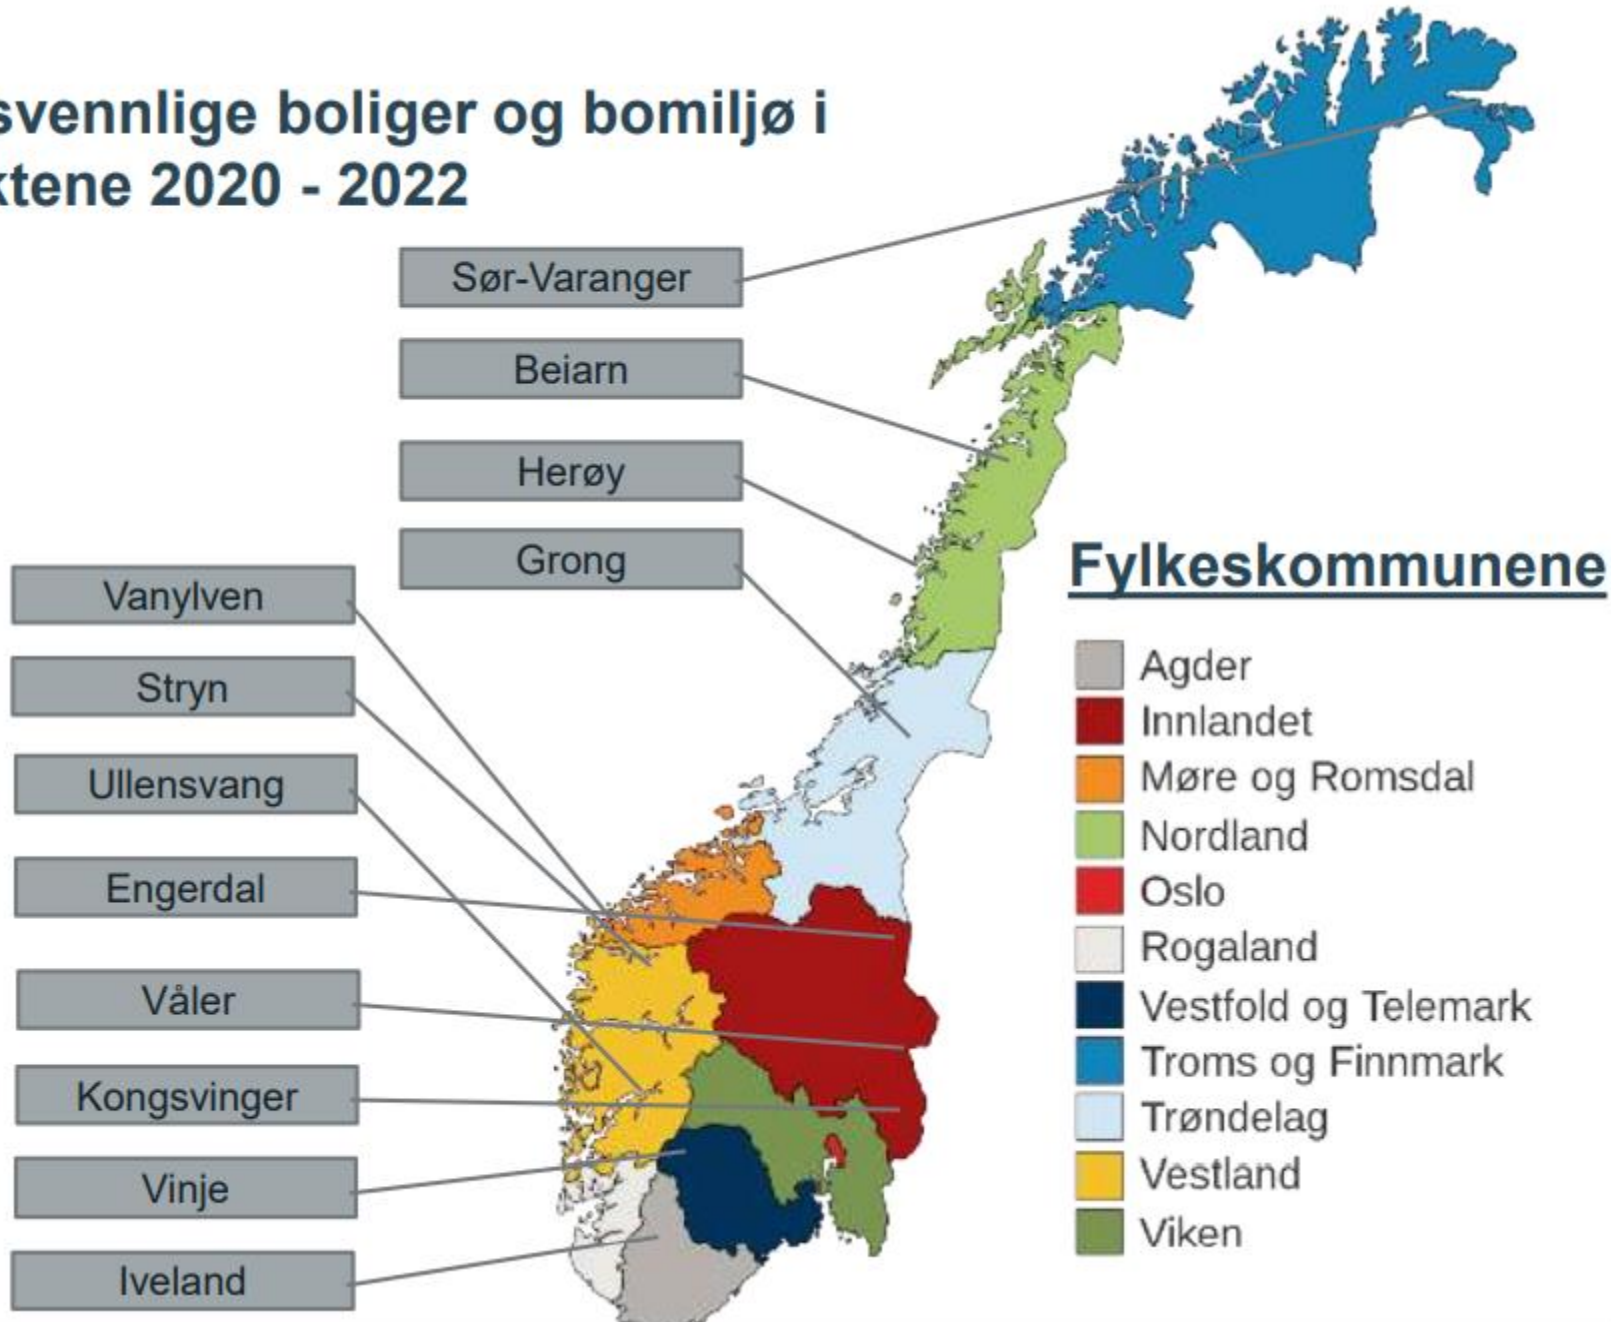 svennlige boliger og bomiljø i
ktene 2020 - 2022
Sør-Varanger
Beiarn
Herøy
Grong
Vanylven
Stryn
Ullensvang
Engerdal
Våler
Kongsvinger
Vinje
Iveland
Fylkeskommunene
Agder
Innlandet
Møre og Romsdal
Nordland
Oslo
Rogaland
Vestfold og Telemark
Troms og Finnmark
Trøndelag
Vestland
Viken